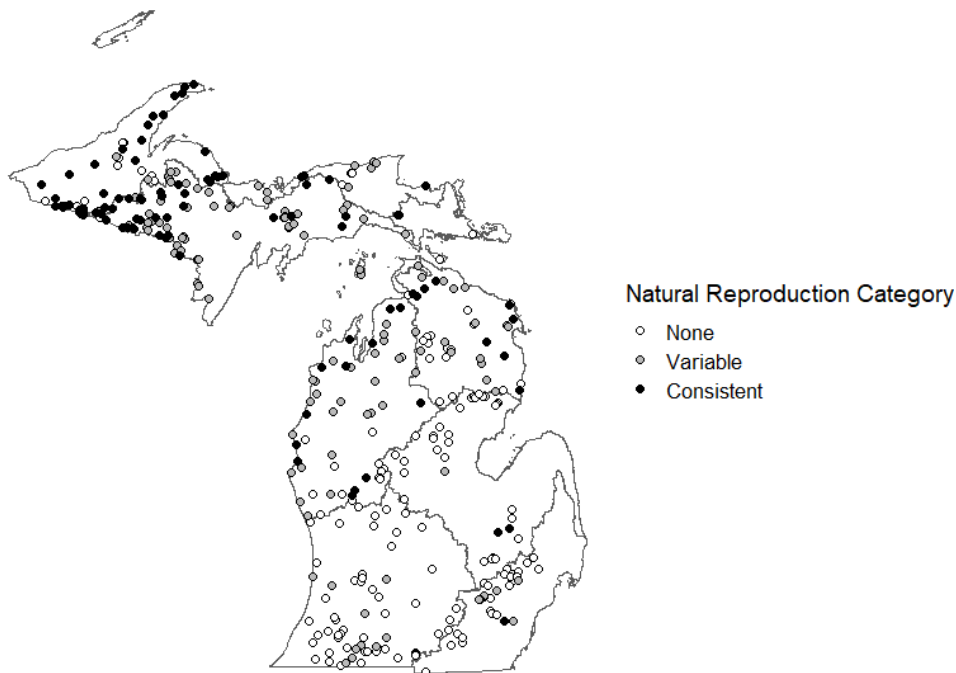 Natural Reproduction Category
None
Variable
Consistent